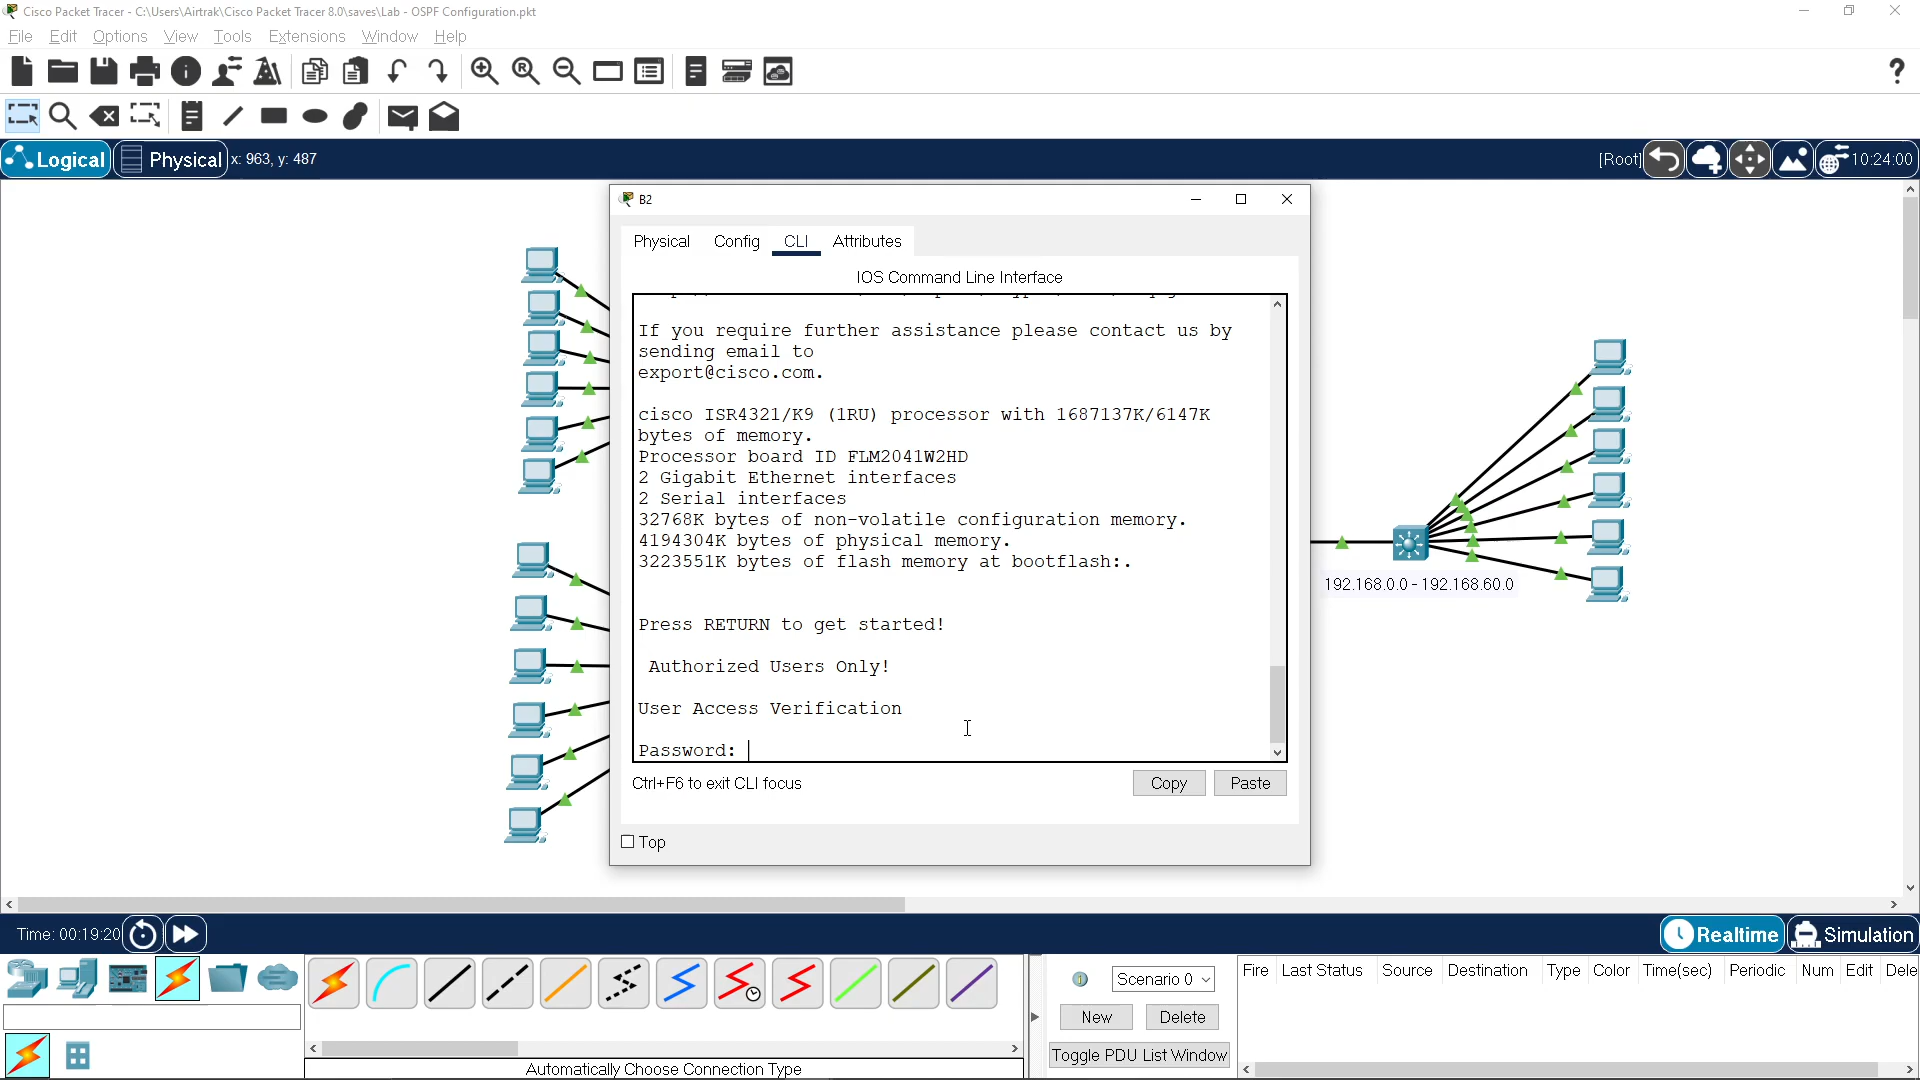 Cisco Packet Tracer - C:\Users\Airtrak\Cisco Packet Tracer 8.0\saves\Lab - OSPF Configuration.pkt
File Edit Options View Tools Extensions Window Help
Logical Physical x: 963, y: 487 [Root] 10:24:00
B2
Physical Config CLI Attributes
IOS Command Line Interface
If you require further assistance please contact us by
sending email to
export@cisco.com.
cisco ISR4321/K9 (1RU) processor with 1687137K/6147K
bytes of memory.
Processor board ID FLM2041W2HD
2 Gigabit Ethernet interfaces
2 Serial interfaces
32768K bytes of non-volatile configuration memory.
4194304K bytes of physical memory.
3223551K bytes of flash memory at bootflash:.
Press RETURN to get started!
Authorized Users Only!
User Access Verification
Password:
Ctrl+F6 to exit CLI focus Copy Paste
Top
192.168.0.0 - 192.168.60.0
Time: 00:19:20 Realtime Simulation
Scenario 0
New Delete
Toggle PDU List Window
Fire Last Status Source Destination Type Color Time(sec) Periodic Num Edit Dele
Automatically Choose Connection Type